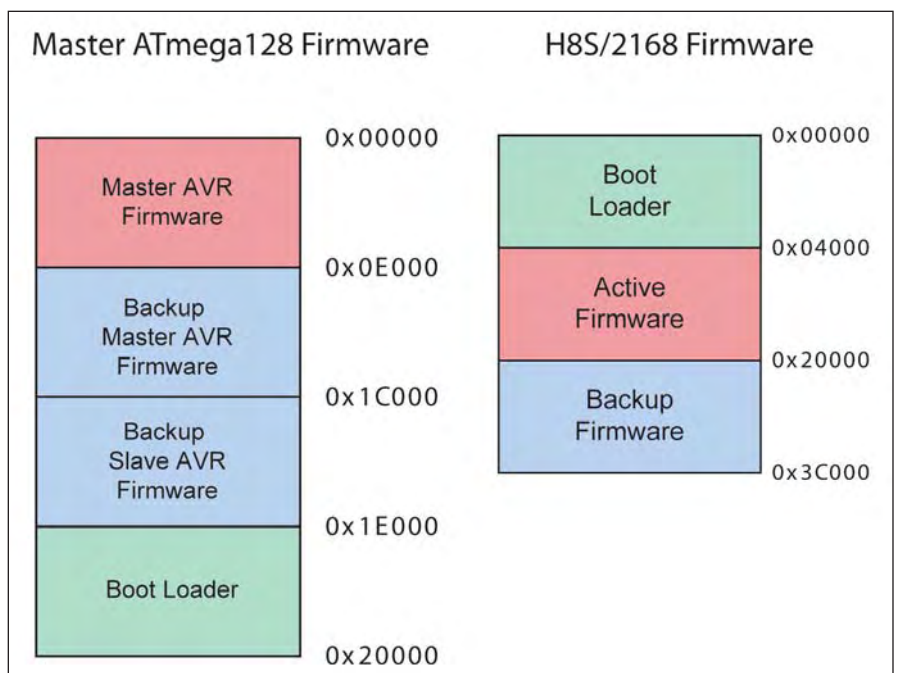 Master ATmega128 Firmware
0x00000
Master AVR
Firmware
0x0E000
Backup
Master AVR
Firmware
0x1C000
Backup
Slave AVR
Firmware
0x1E000
Boot Loader
0x20000
H8S/2168 Firmware
0x00000
Boot
Loader
0x04000
Active
Firmware
0x20000
Backup
Firmware
0x3C000